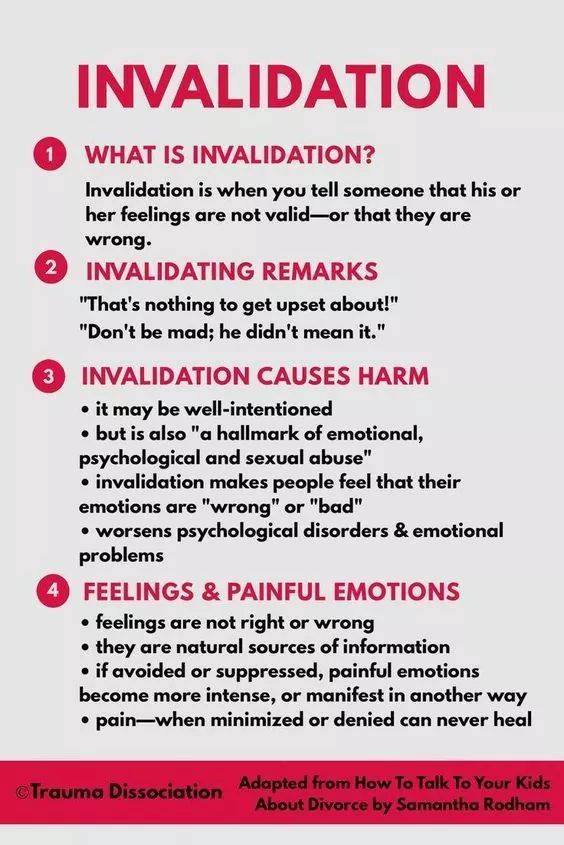 INVALIDATION
1 WHAT IS INVALIDATION?
Invalidation is when you tell someone that his or
her feelings are not valid—or that they are
wrong.
2 INVALIDATING REMARKS
"That's nothing to get upset about!"
"Don't be mad; he didn't mean it."
3 INVALIDATION CAUSES HARM
• it may be well-intentioned
• but is also "a hallmark of emotional,
psychological and sexual abuse"
• invalidation makes people feel that their
emotions are "wrong" or "bad"
• worsens psychological disorders & emotional
problems
4 FEELINGS & PAINFUL EMOTIONS
• feelings are not right or wrong
• they are natural sources of information
• if avoided or suppressed, painful emotions
become more intense, or manifest in another way
• pain—when minimized or denied can never heal
©Trauma Dissociation
Adapted from How To Talk To Your Kids
About Divorce by Samantha Rodham